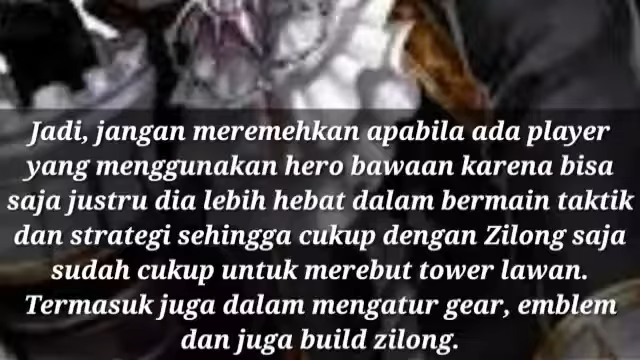 Jadi, jangan meremehkan apabila ada player
yang menggunakan hero bawaan karena bisa
saja justru dia lebih hebat dalam bermain taktik
dan strategi sehingga cukup dengan Zilong saja
sudah cukup untuk merebut tower lawan.
Termasuk juga dalam mengatur gear, emblem
dan juga build zilong.